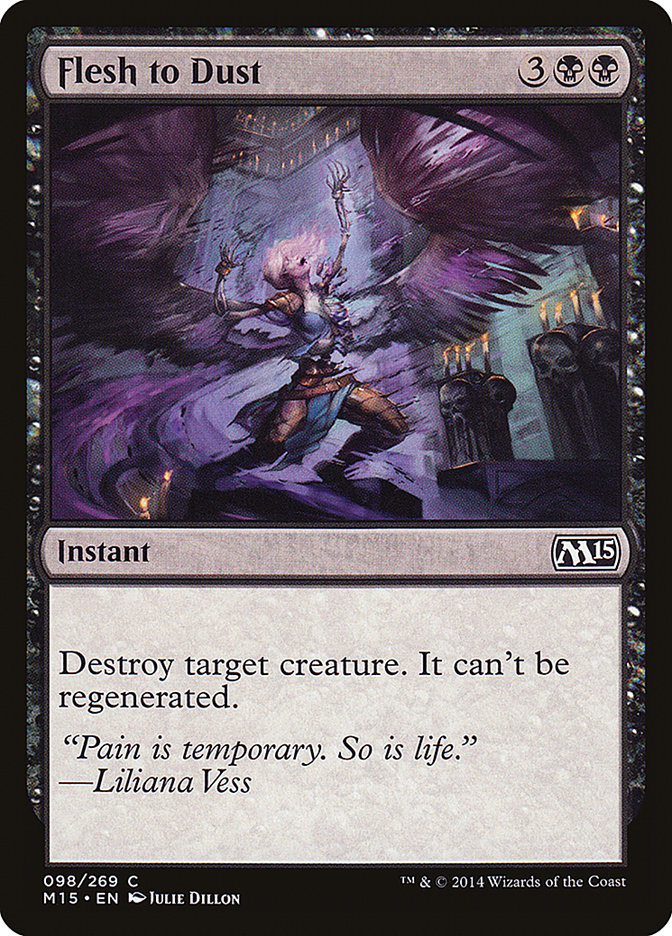 Flesh to Dust 3
Instant M15
Destroy target creature. It can't be
regenerated.
“Pain is temporary. So is life.”
—Liliana Vess
098/269 C
M15 • EN JULIE DILLON
™ & © 2014 Wizards of the Coast